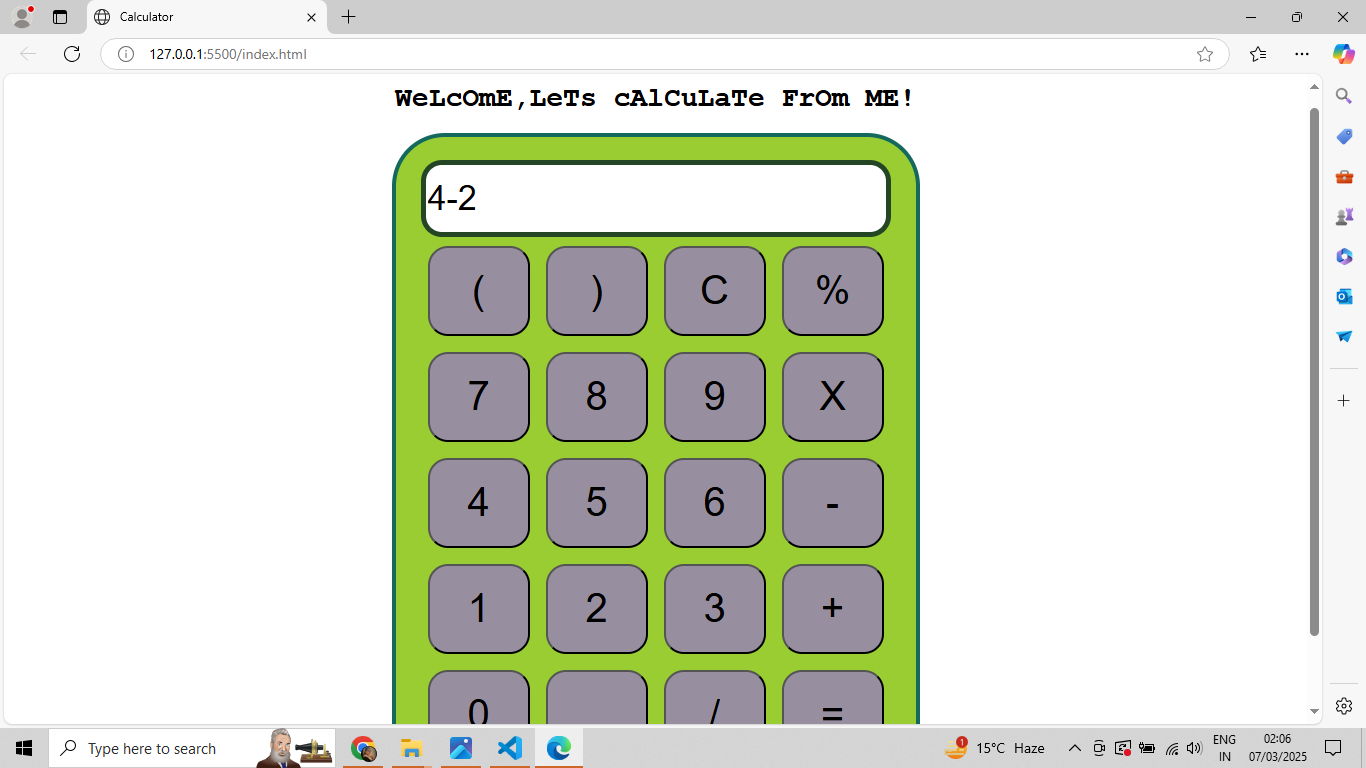 Calculator
127.0.0.1:5500/index.html
WeLcOmE,LeTs cAlCuLaTe FrOm ME!
4-2
( ) C %
7 8 9 X
4 5 6 -
1 2 3 +
0 / =
Type here to search
1
15°C Haze
ENG
IN
02:06
07/03/2025